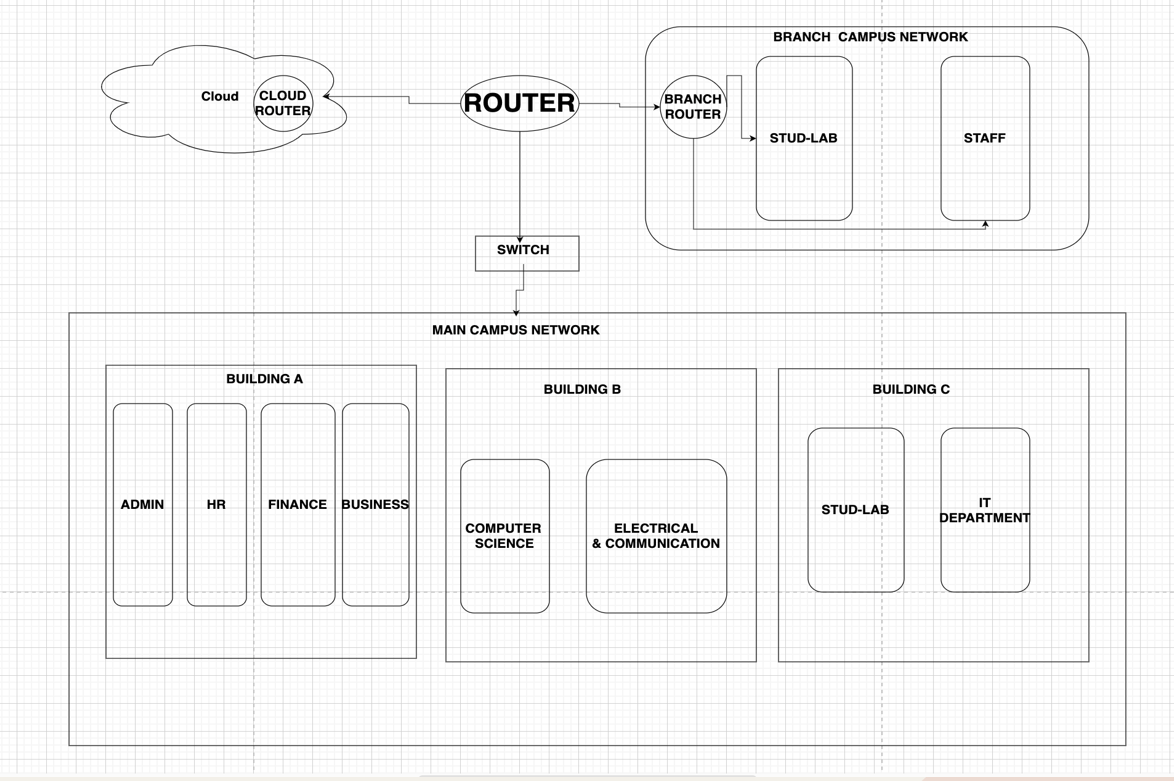 BRANCH  CAMPUS NETWORK
Cloud
CLOUD
ROUTER
ROUTER
BRANCH
ROUTER
STUD-LAB
STAFF
SWITCH
MAIN CAMPUS NETWORK
BUILDING A
ADMIN
HR
FINANCE
BUSINESS
BUILDING B
COMPUTER
SCIENCE
ELECTRICAL
& COMMUNICATION
BUILDING C
STUD-LAB
IT
DEPARTMENT